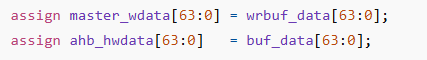 assign master_wdata[63:0] = wrbuf_data[63:0];
assign ahb_hwdata[63:0]   = buf_data[63:0];